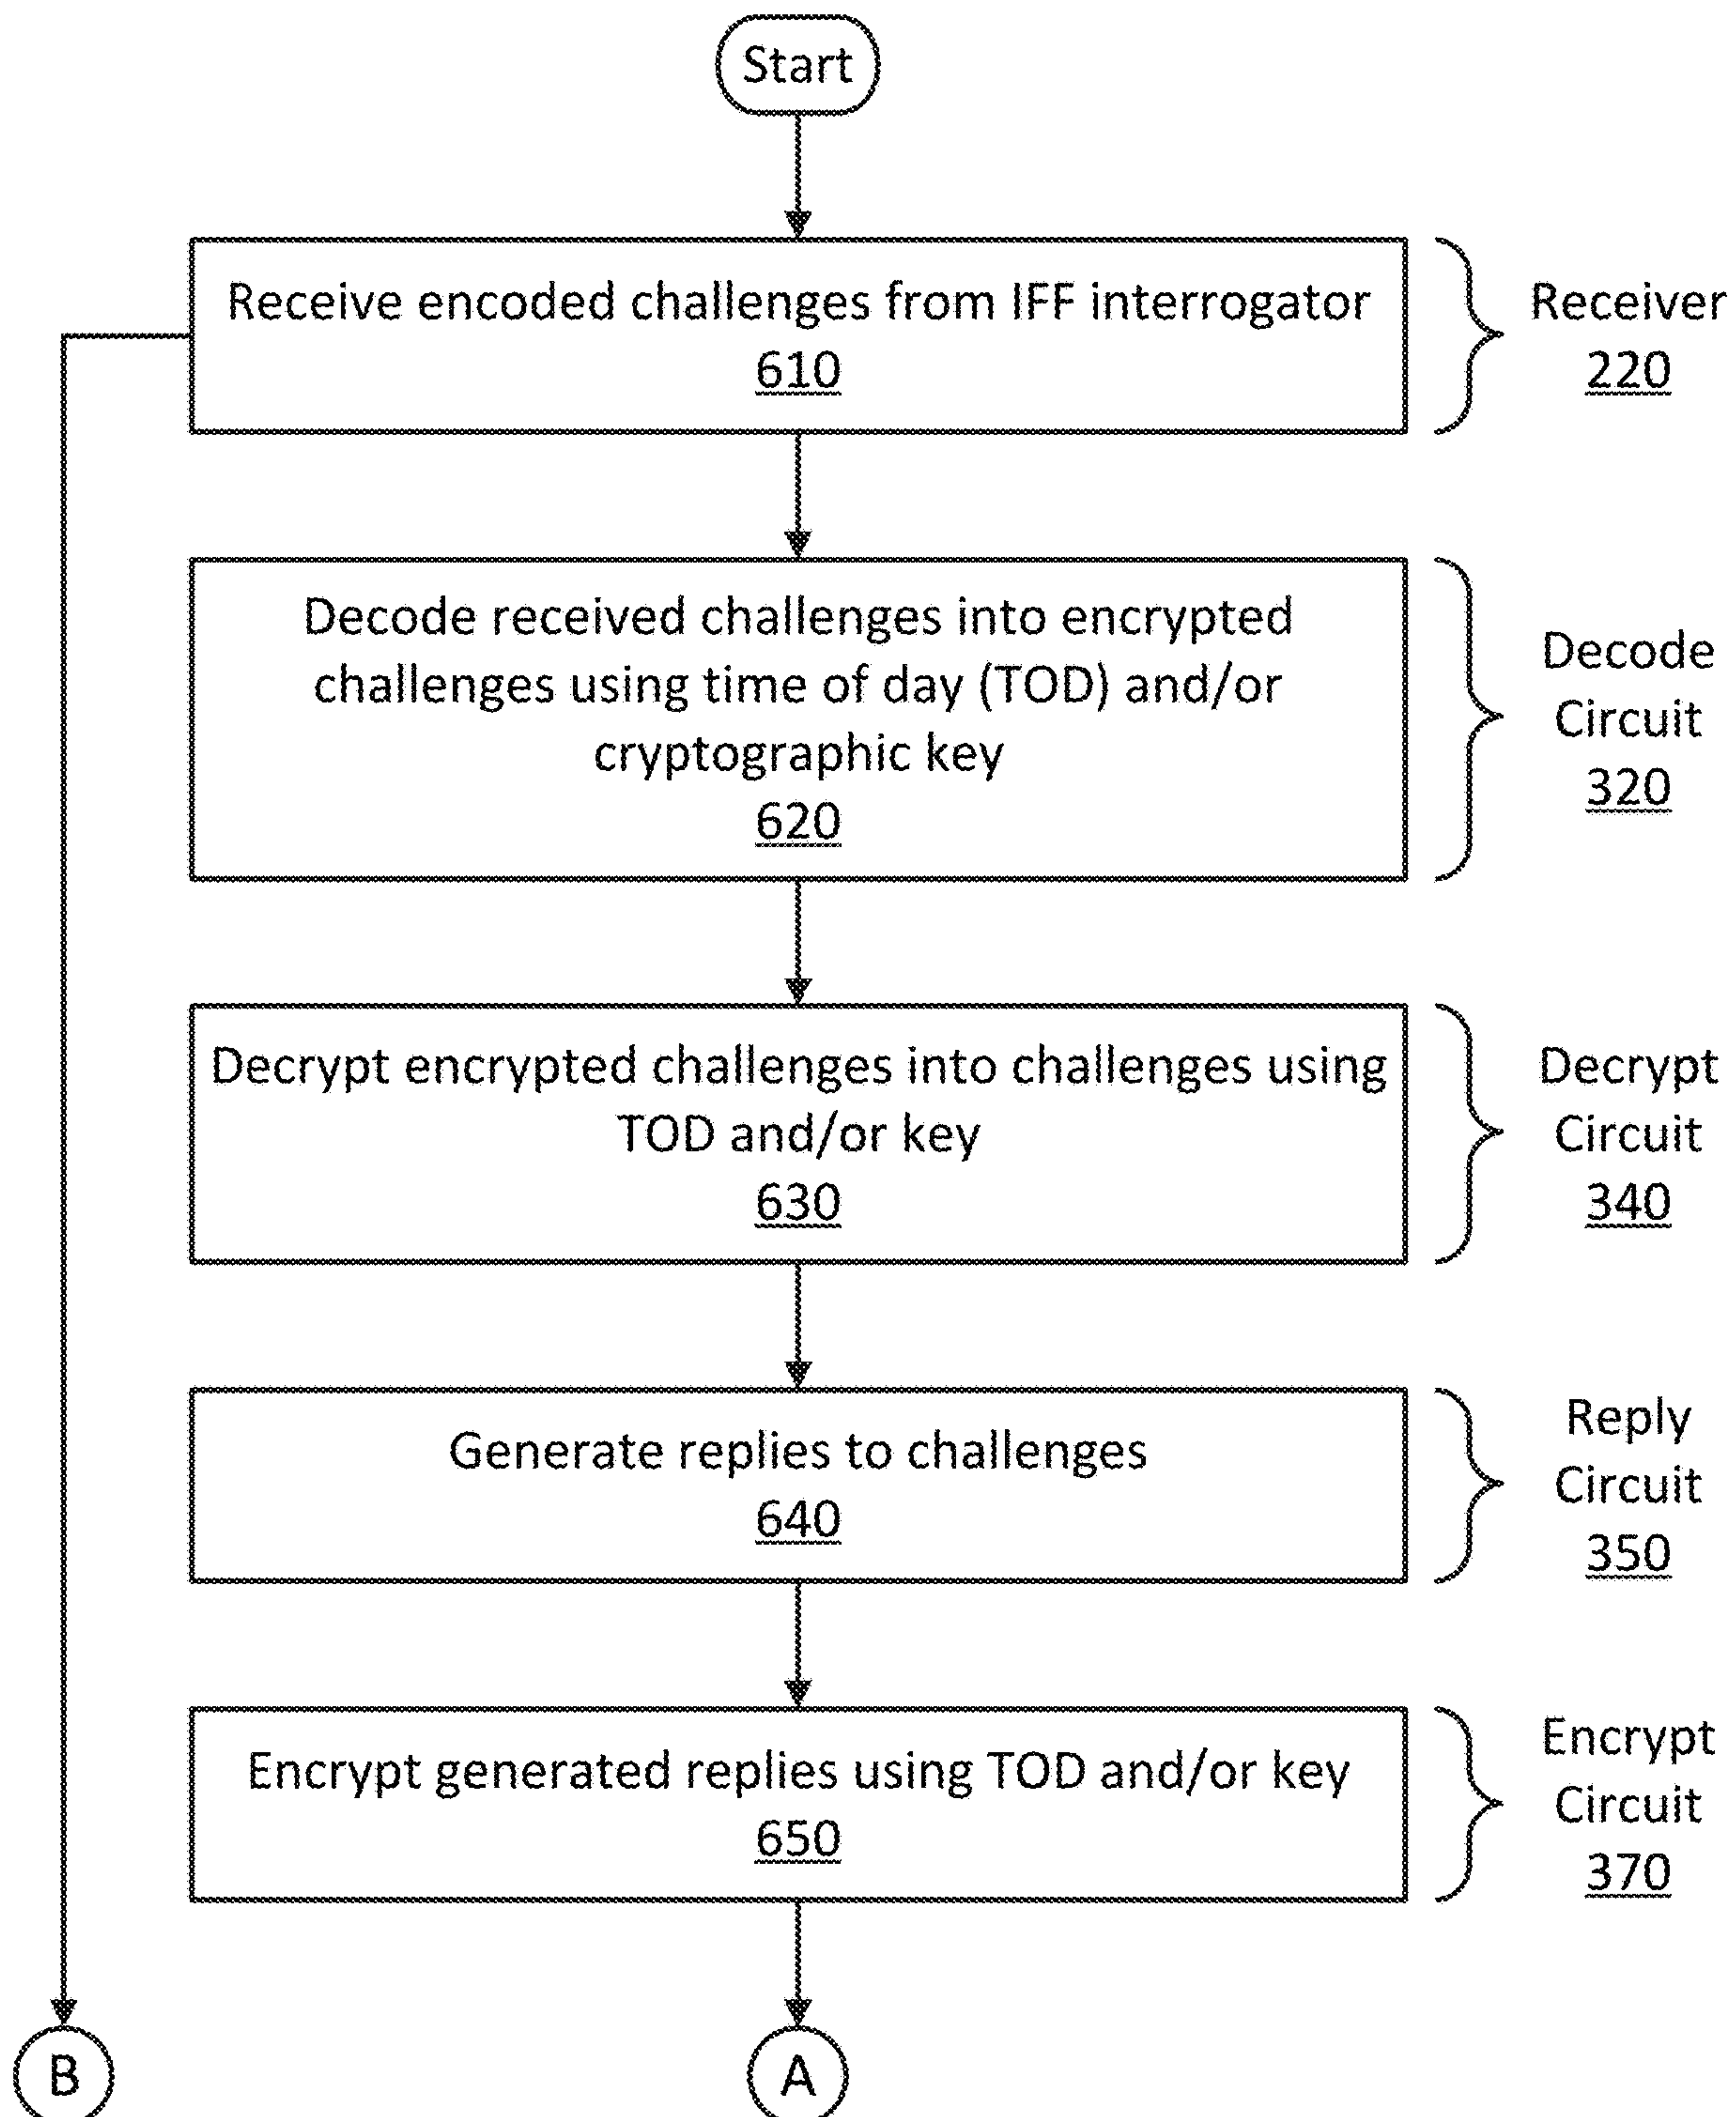 Start
Receive encoded challenges from IFF interrogator
610
Receiver
220
Decode received challenges into encrypted
challenges using time of day (TOD) and/or
cryptographic key
620
Decode
Circuit
320
Decrypt encrypted challenges into challenges using
TOD and/or key
630
Decrypt
Circuit
340
Generate replies to challenges
640
Reply
Circuit
350
Encrypt generated replies using TOD and/or key
650
Encrypt
Circuit
370
B
A